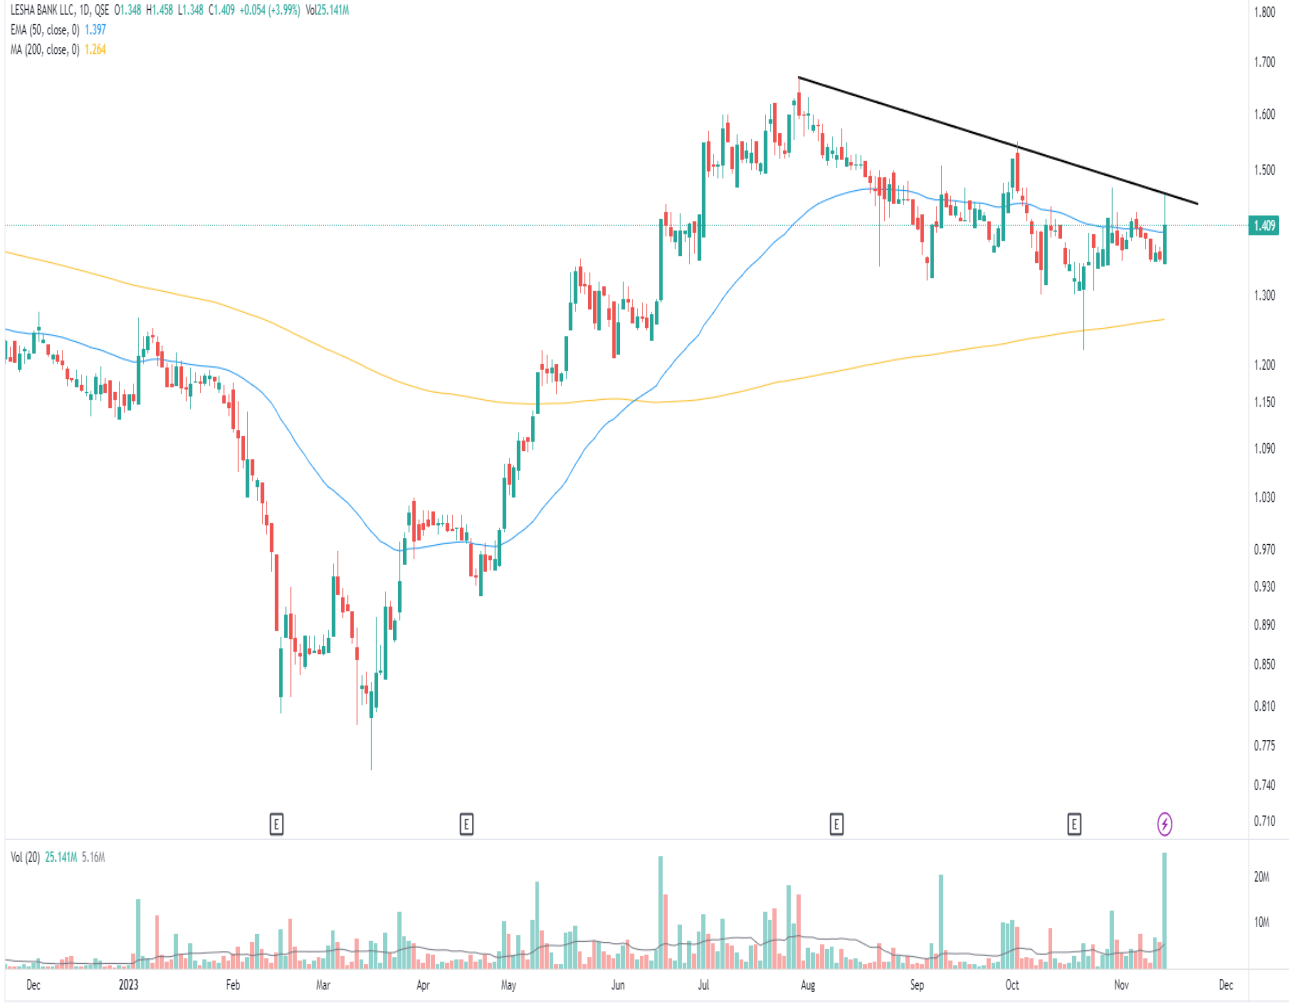 LESHA BANK LLC, 1D, QSE O1.348 H1.458 L1.348 C1.409 +0.054 (+3.99%) Vol25.141M
EMA (50, close, 0) 1.397
MA (200, close, 0) 1.264
1.800
1.700
1.600
1.500
1.409
1.300
1.200
1.150
1.090
1.030
0.970
0.930
0.890
0.850
0.810
0.775
0.740
0.710
E E E E
Vol (20) 25.141M 5.16M
20M
10M
Dec 2023 Feb Mar Apr May Jun Jul Aug Sep Oct Nov Dec